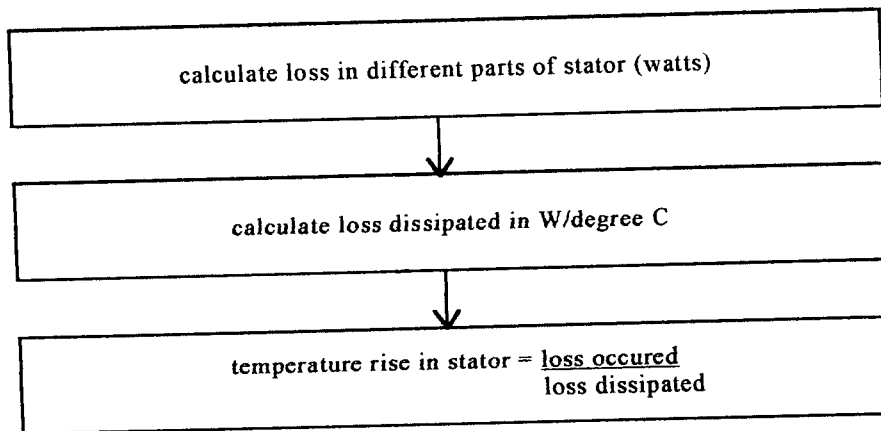 calculate loss in different parts of stator (watts)
calculate loss dissipated in W/degree C
temperature rise in stator = loss occured
loss dissipated